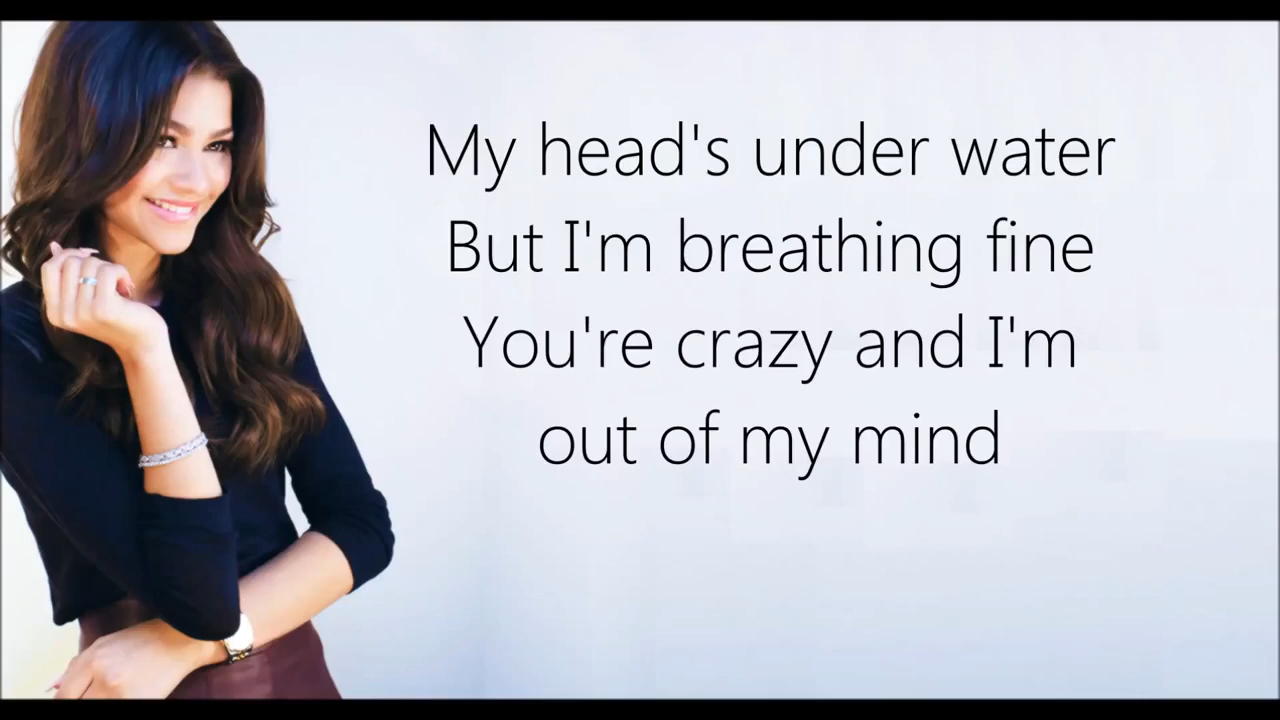 My head's under water
But I'm breathing fine
You're crazy and I'm
out of my mind